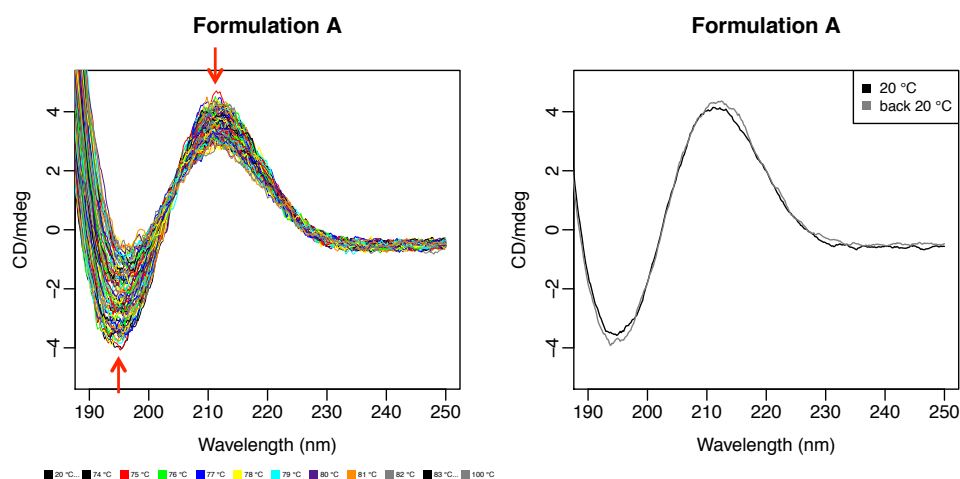 Formulation A
CD/mdeg
4
2
0
-2
-4
190 200 210 220 230 240 250
Wavelength (nm)
20 °C... 74 °C 75 °C 76 °C 77 °C 78 °C 79 °C 80 °C 81 °C 82 °C 83 °C... 100 °C
Formulation A
20 °C
back 20 °C
CD/mdeg
4
2
0
-2
-4
190 200 210 220 230 240 250
Wavelength (nm)